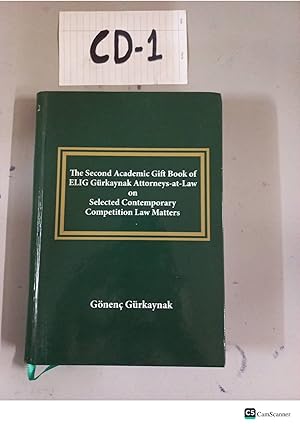 CD-1
The Second Academic Gift Book of
ELIG Gürkaynak Attorneys-at-Law
on
Selected Contemporary
Competition Law Matters
Gönenç Gürkaynak
CS CamScanner